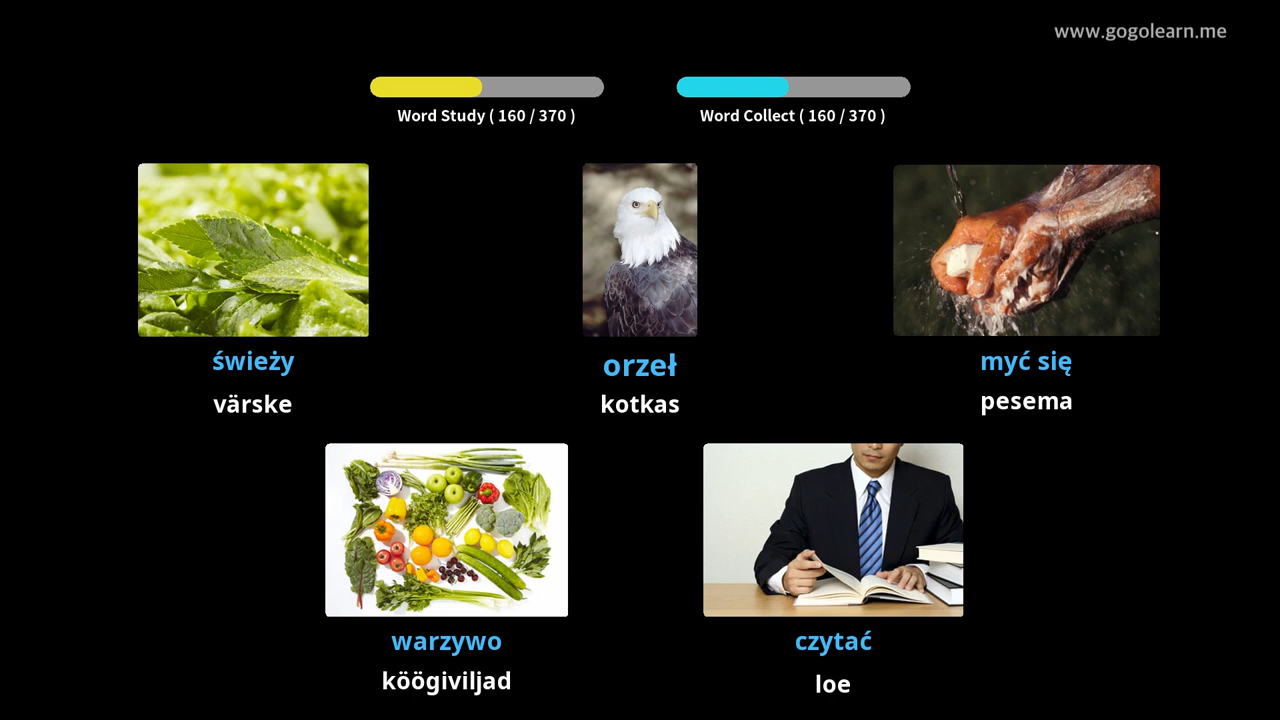 www.gogolearn.me
Word Study ( 160 / 370 )
Word Collect ( 160 / 370 )
świeży
värske
orzeł
kotkas
myć się
pesema
warzywo
köögiviljad
czytać
loe